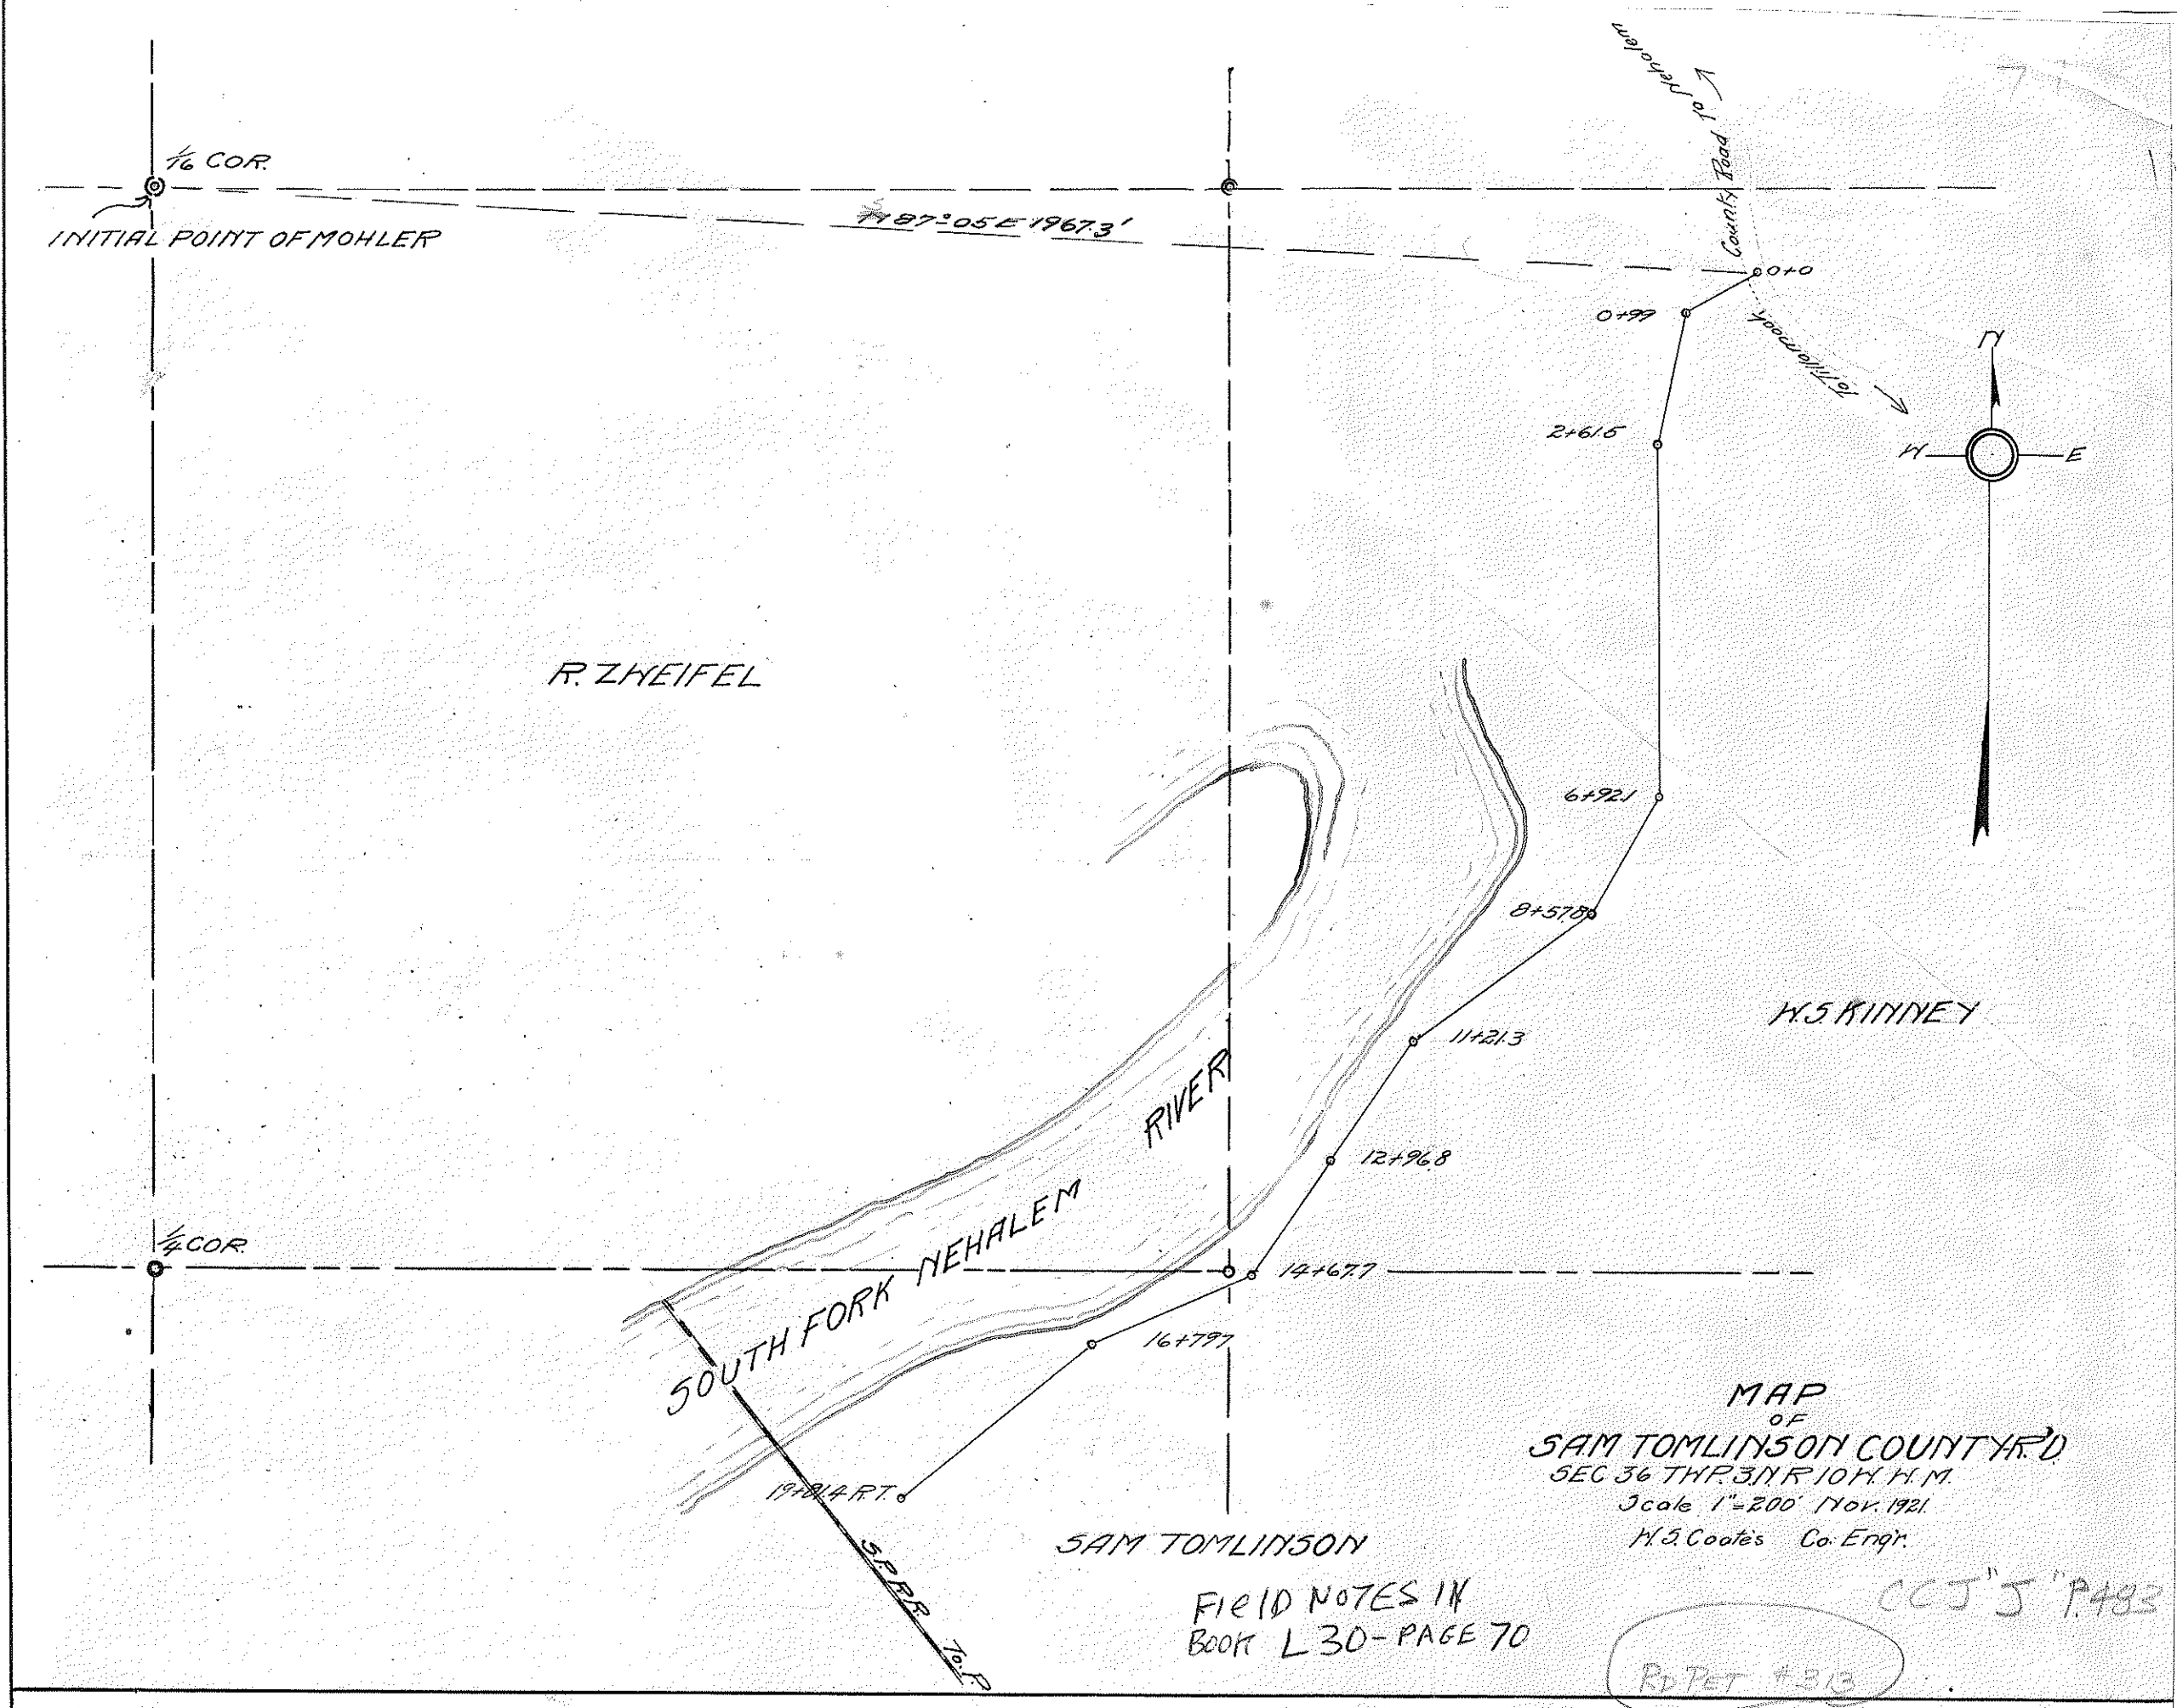 1/16 COR.
INITIAL POINT OF MOHLER
87°05 E 1967.3'
County Road To Nehalem
0+0
0+99
To Tillamook
N
W E
2+61.5
R. ZWEIFEL
6+92.1
8+57.8
W.S. KINNEY
11+21.3
12+96.8
SOUTH FORK NEHALEM RIVER
1/4 COR.
14+67.7
16+79.7
19+81.4 P.T.
S.P.R.R.
SAM TOMLINSON
MAP
OF
SAM TOMLINSON COUNTY R'D
SEC 36 TWP. 3 N R 10 W. W. M.
Scale 1"=200' Nov. 1921.
W.S. Coates Co. Engr.
FIELD NOTES IN
BOOK L 30 - PAGE 70
CCJ "J" P.483
RD PET #313